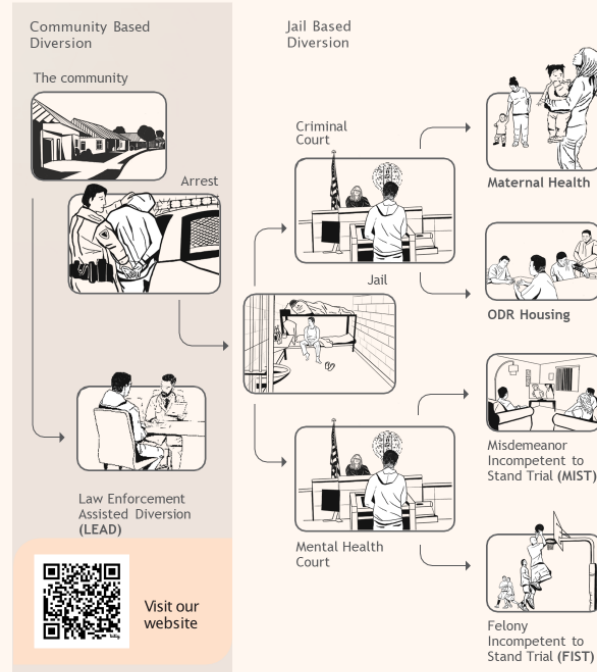 Community Based
Diversion
The community
Arrest
Law Enforcement
Assisted Diversion
(LEAD)
Visit our
website
Jail Based
Diversion
Criminal
Court
Jail
Mental Health
Court
Maternal Health
ODR Housing
Misdemeanor
Incompetent to
Stand Trial (MIST)
Felony
Incompetent to
Stand Trial (FIST)